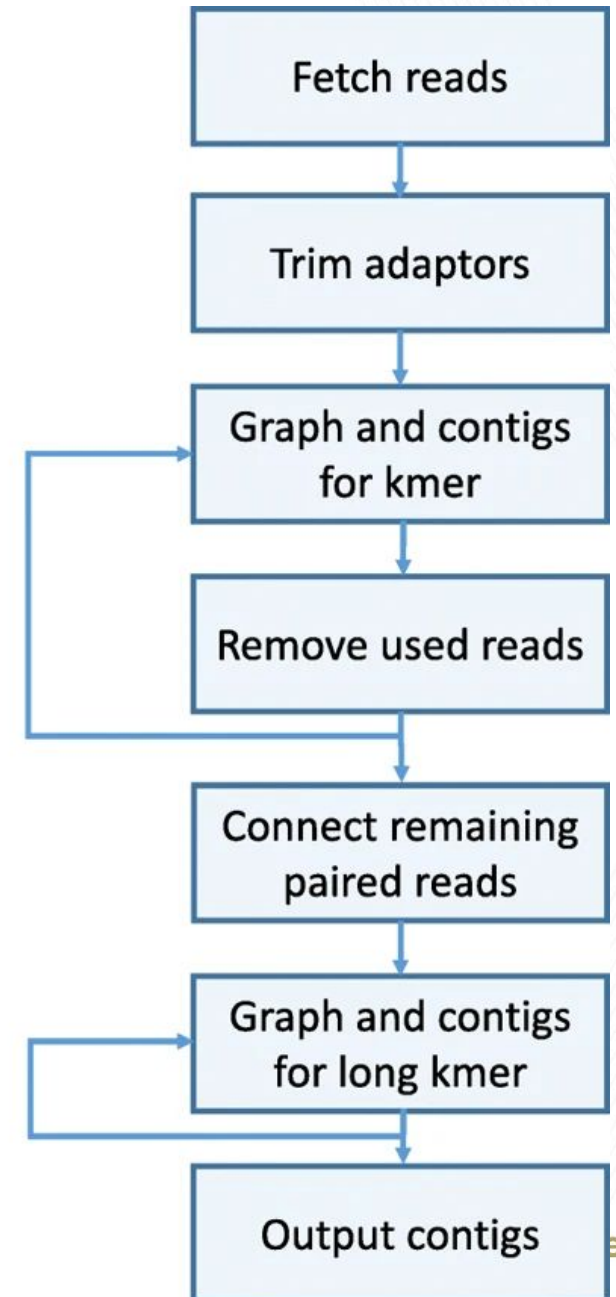 Fetch reads
Trim adaptors
Graph and contigs
for kmer
Remove used reads
Connect remaining
paired reads
Graph and contigs
for long kmer
Output contigs